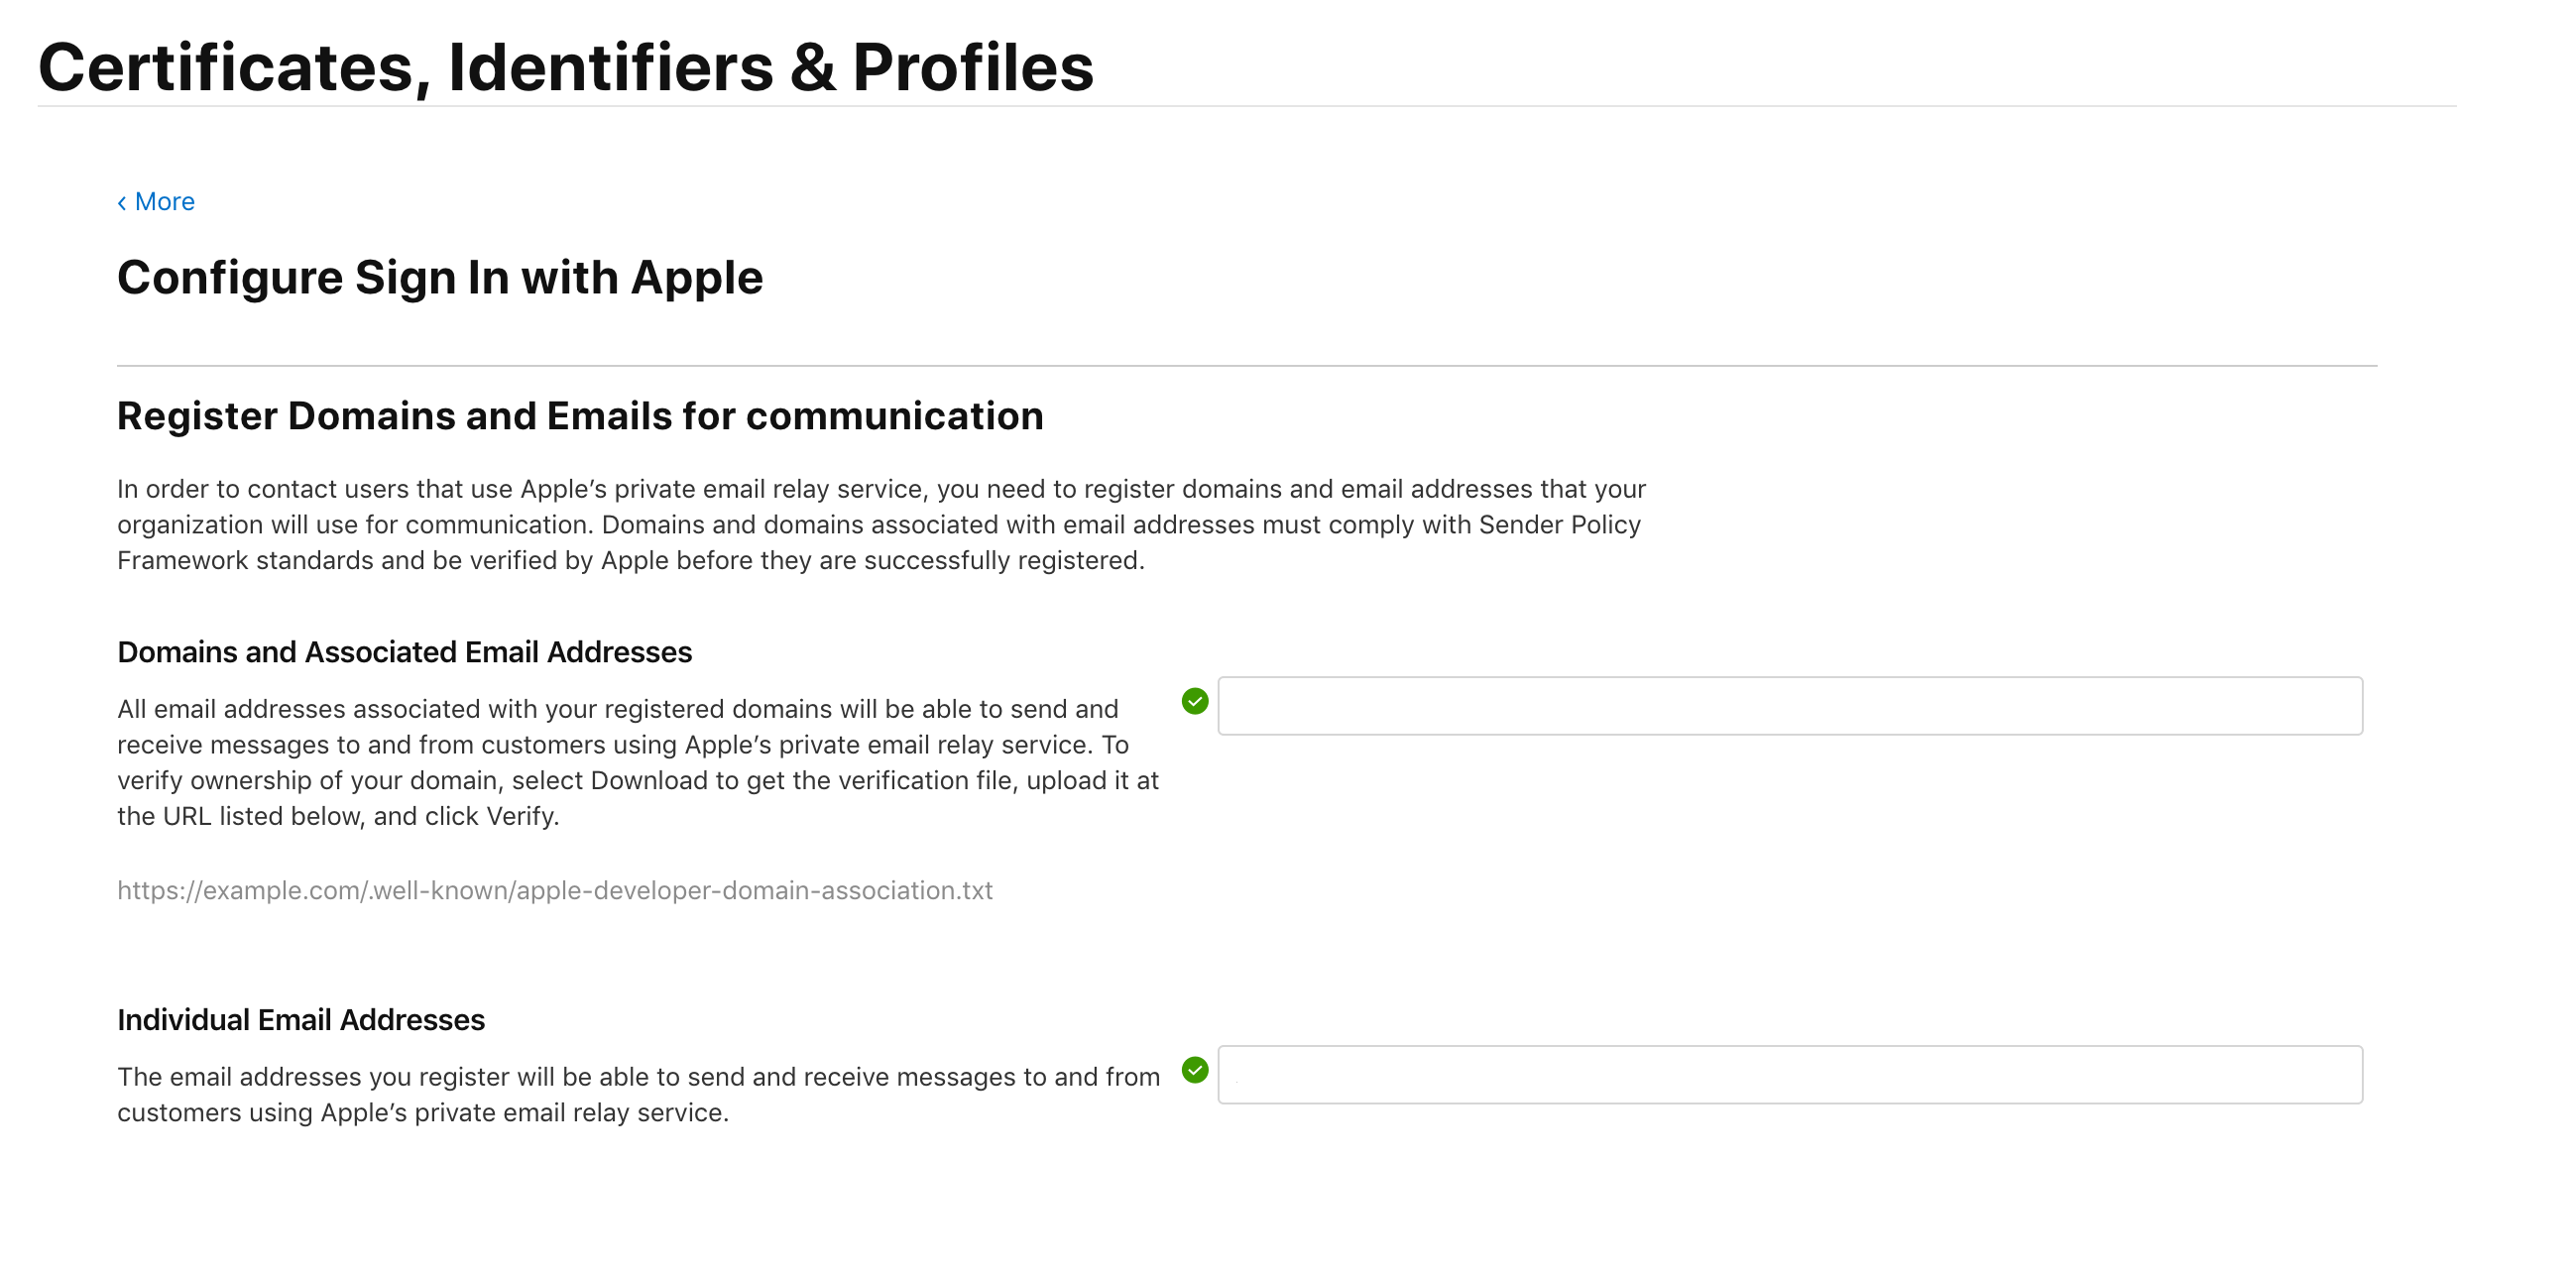 Certificates, Identifiers & Profiles
‹ More
Configure Sign In with Apple
Register Domains and Emails for communication
In order to contact users that use Apple’s private email relay service, you need to register domains and email addresses that your
organization will use for communication. Domains and domains associated with email addresses must comply with Sender Policy
Framework standards and be verified by Apple before they are successfully registered.
Domains and Associated Email Addresses
All email addresses associated with your registered domains will be able to send and
receive messages to and from customers using Apple’s private email relay service. To
verify ownership of your domain, select Download to get the verification file, upload it at
the URL listed below, and click Verify.
https://example.com/.well-known/apple-developer-domain-association.txt
Individual Email Addresses
The email addresses you register will be able to send and receive messages to and from
customers using Apple’s private email relay service.